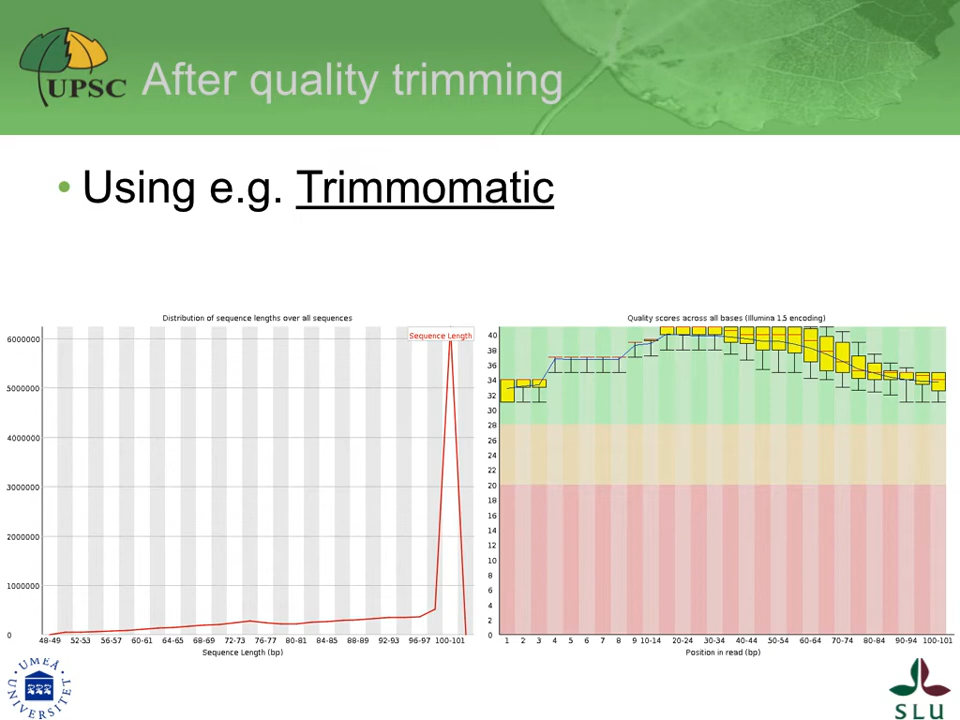 UPSC
After quality trimming
• Using e.g. Trimmomatic
Distribution of sequence lengths over all sequences
Sequence Length
6000000
5000000
4000000
3000000
2000000
1000000
0
48-49 52-53 56-57 60-61 64-65 68-69 72-73 76-77 80-81 84-85 88-89 92-93 96-97 100-101
Sequence Length (bp)
Quality scores across all bases (Illumina 1.5 encoding)
40
38
36
34
32
30
28
26
24
22
20
18
16
14
12
10
8
6
4
2
0
1 2 3 4 5 6 7 8 9 10-14 20-24 30-34 40-44 50-54 60-64 70-74 80-84 90-94 100-101
Position in read (bp)
UMEÅ UNIVERSITET
SLU